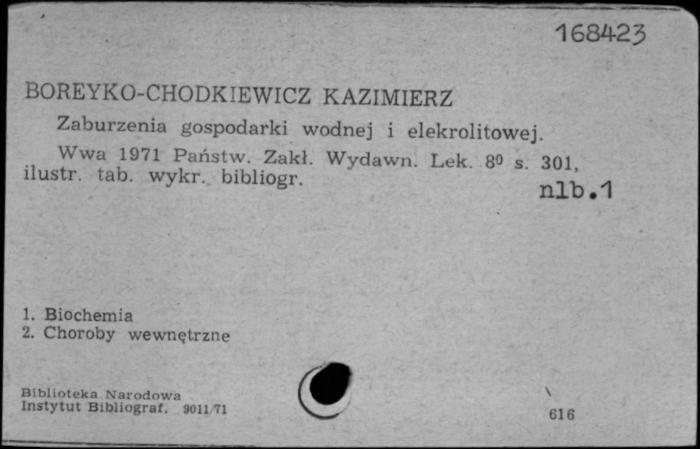 168423
BOREYKO-CHODKIEWICZ KAZIMIERZ
Zaburzenia gospodarki wodnej i elekrolitowej.
Wwa 1971 Państw. Zakł. Wydawn. Lek. 8⁰ s. 301,
ilustr. tab. wykr. bibliogr.
nlb.1
1. Biochemia
2. Choroby wewnętrzne
Biblioteka Narodowa
Instytut Bibliograf. 9011/71
616